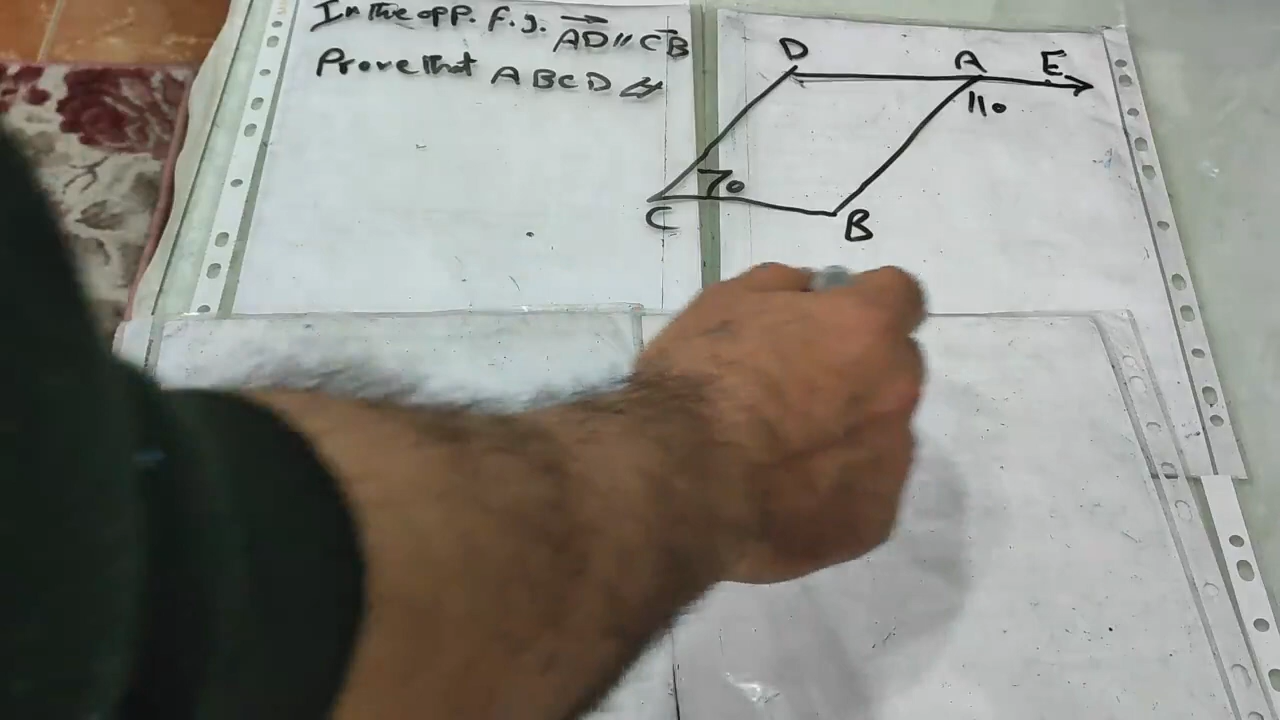 In the opp. f.g. AD // CB
Prove that ABCD ▱
D A E
110
70
C B